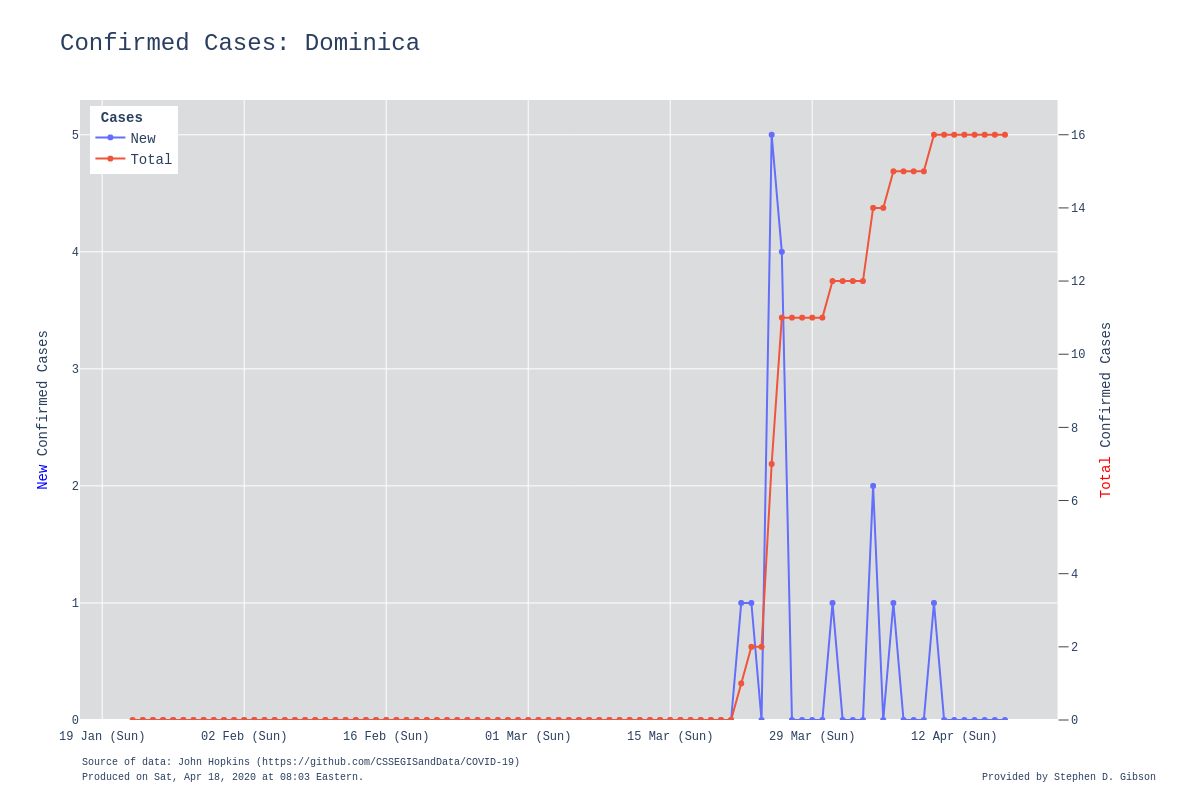 Confirmed Cases: Dominica
Cases
New
Total
5
4
3
2
1
0
New Confirmed Cases
16
14
12
10
8
6
4
2
0
Total Confirmed Cases
19 Jan (Sun) 02 Feb (Sun) 16 Feb (Sun) 01 Mar (Sun) 15 Mar (Sun) 29 Mar (Sun) 12 Apr (Sun)
Source of data: John Hopkins (https://github.com/CSSEGISandData/COVID-19)
Produced on Sat, Apr 18, 2020 at 08:03 Eastern.
Provided by Stephen D. Gibson